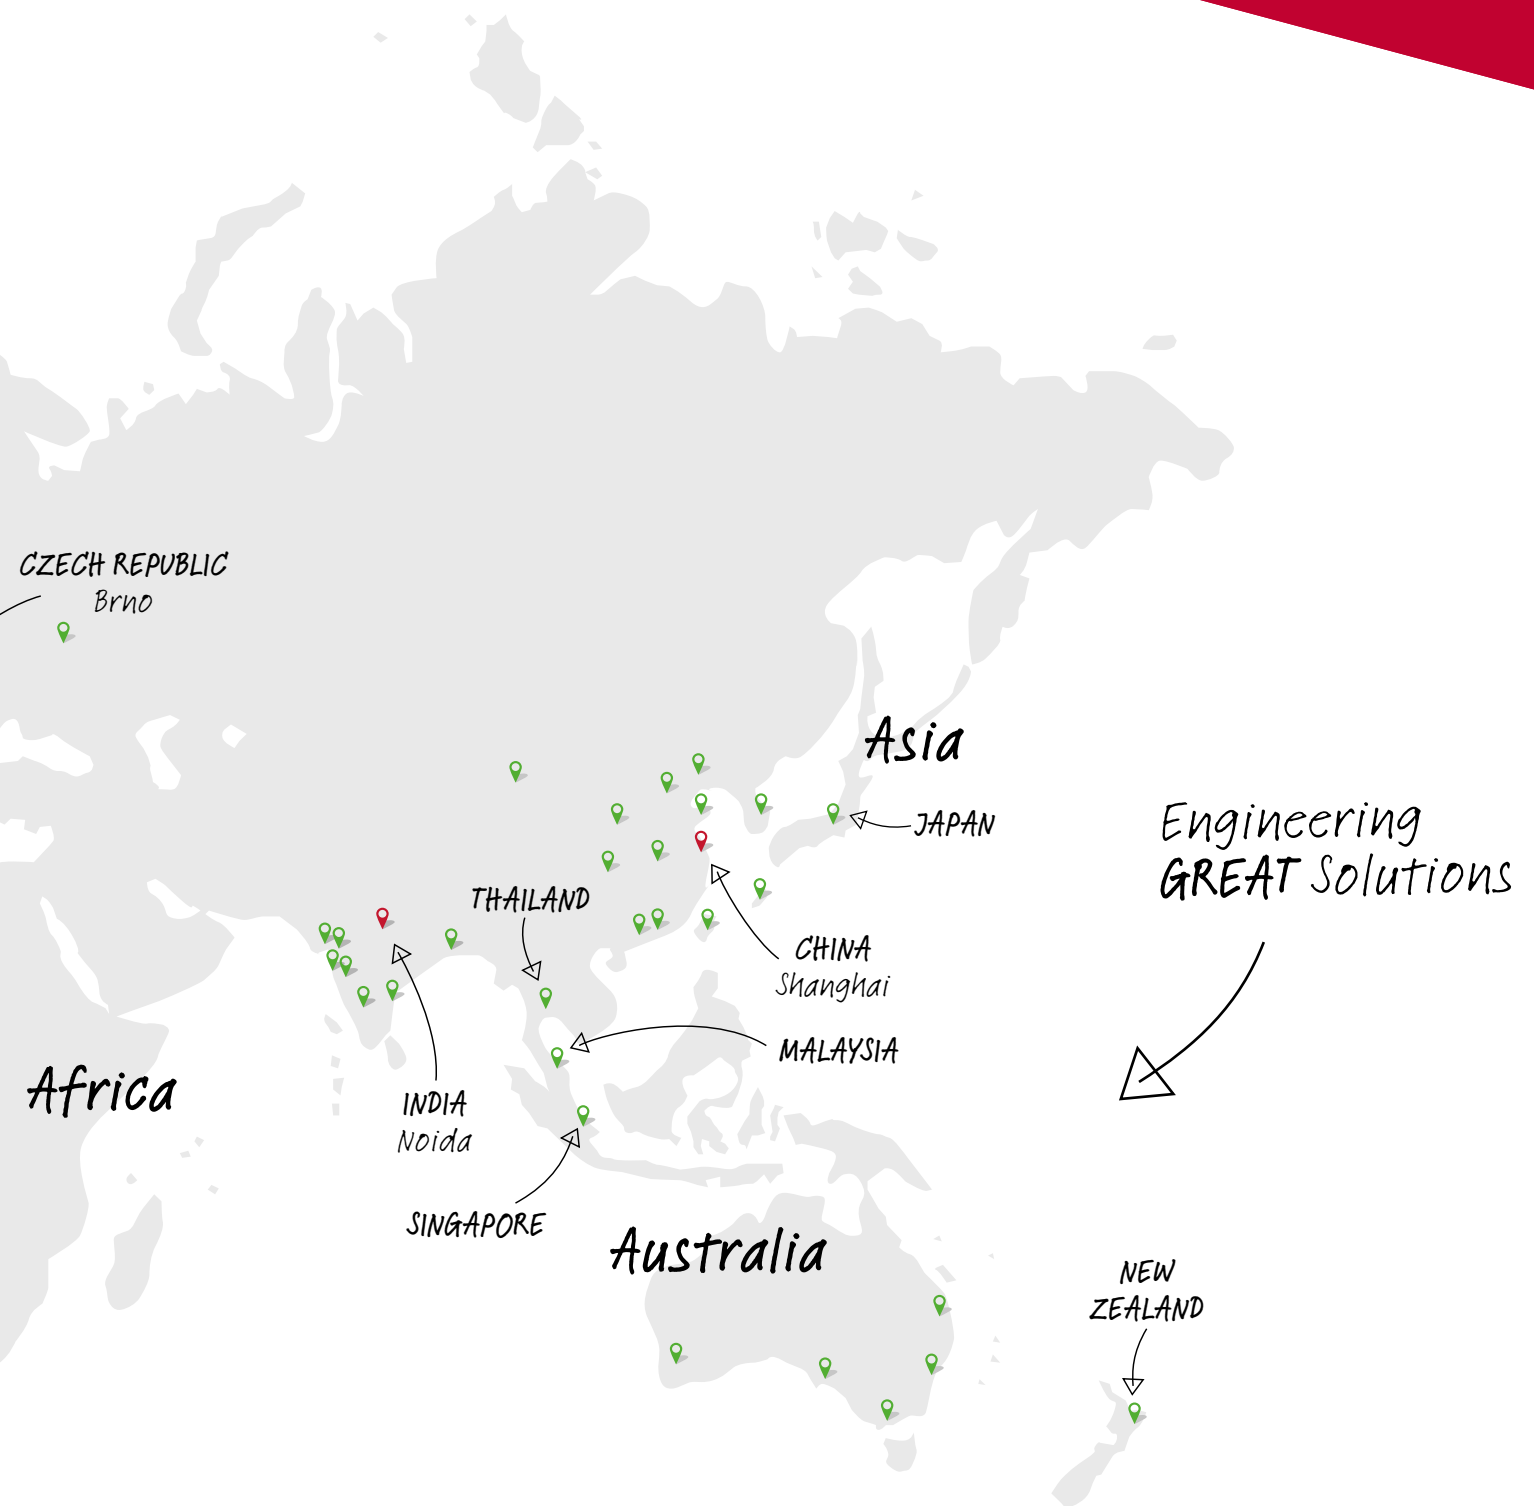 CZECH REPUBLIC
Brno
Asia
JAPAN
Engineering
GREAT Solutions
THAILAND
CHINA
Shanghai
MALAYSIA
Africa
INDIA
Noida
SINGAPORE
Australia
NEW
ZEALAND